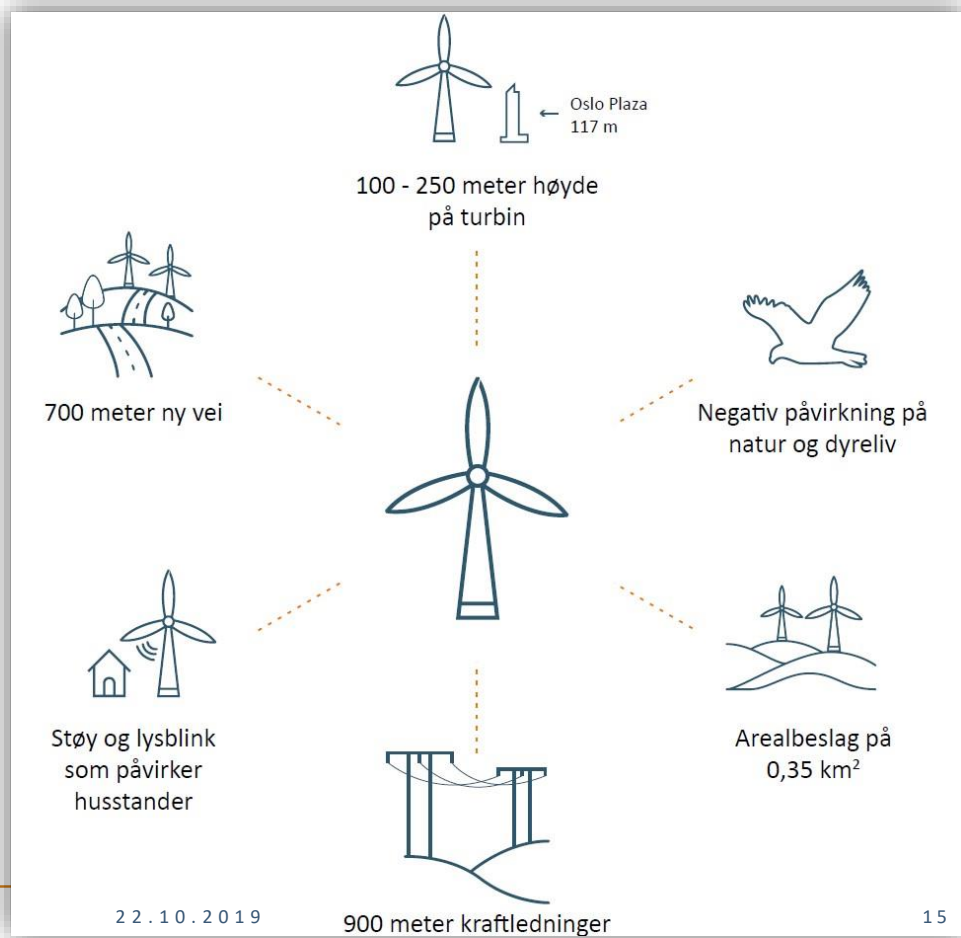 Oslo Plaza
117 m
100 - 250 meter høyde
på turbin
700 meter ny vei
Negativ påvirkning på
natur og dyreliv
Støy og lysblink
som påvirker
husstander
Arealbeslag på
0,35 km²
900 meter kraftledninger
22.10.2019
15